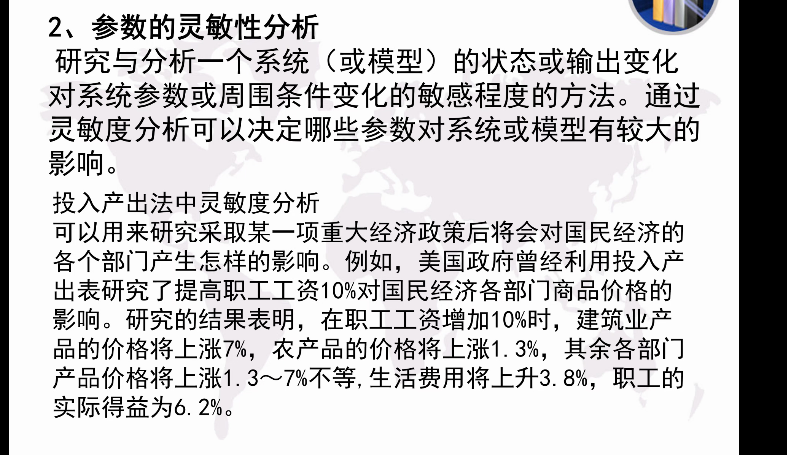 2、参数的灵敏性分析
研究与分析一个系统（或模型）的状态或输出变化
对系统参数或周围条件变化的敏感程度的方法。通过
灵敏度分析可以决定哪些参数对系统或模型有较大的
影响。
投入产出法中灵敏度分析
可以用来研究采取某一项重大经济政策后将会对国民经济的
各个部门产生怎样的影响。例如，美国政府曾经利用投入产
出表研究了提高职工工资10%对国民经济各部门商品价格的
影响。研究的结果表明，在职工工资增加10%时，建筑业产
品的价格将上涨7%，农产品的价格将上涨1.3%，其余各部门
产品价格将上涨1.3～7%不等,生活费用将上升3.8%，职工的
实际得益为6.2%。